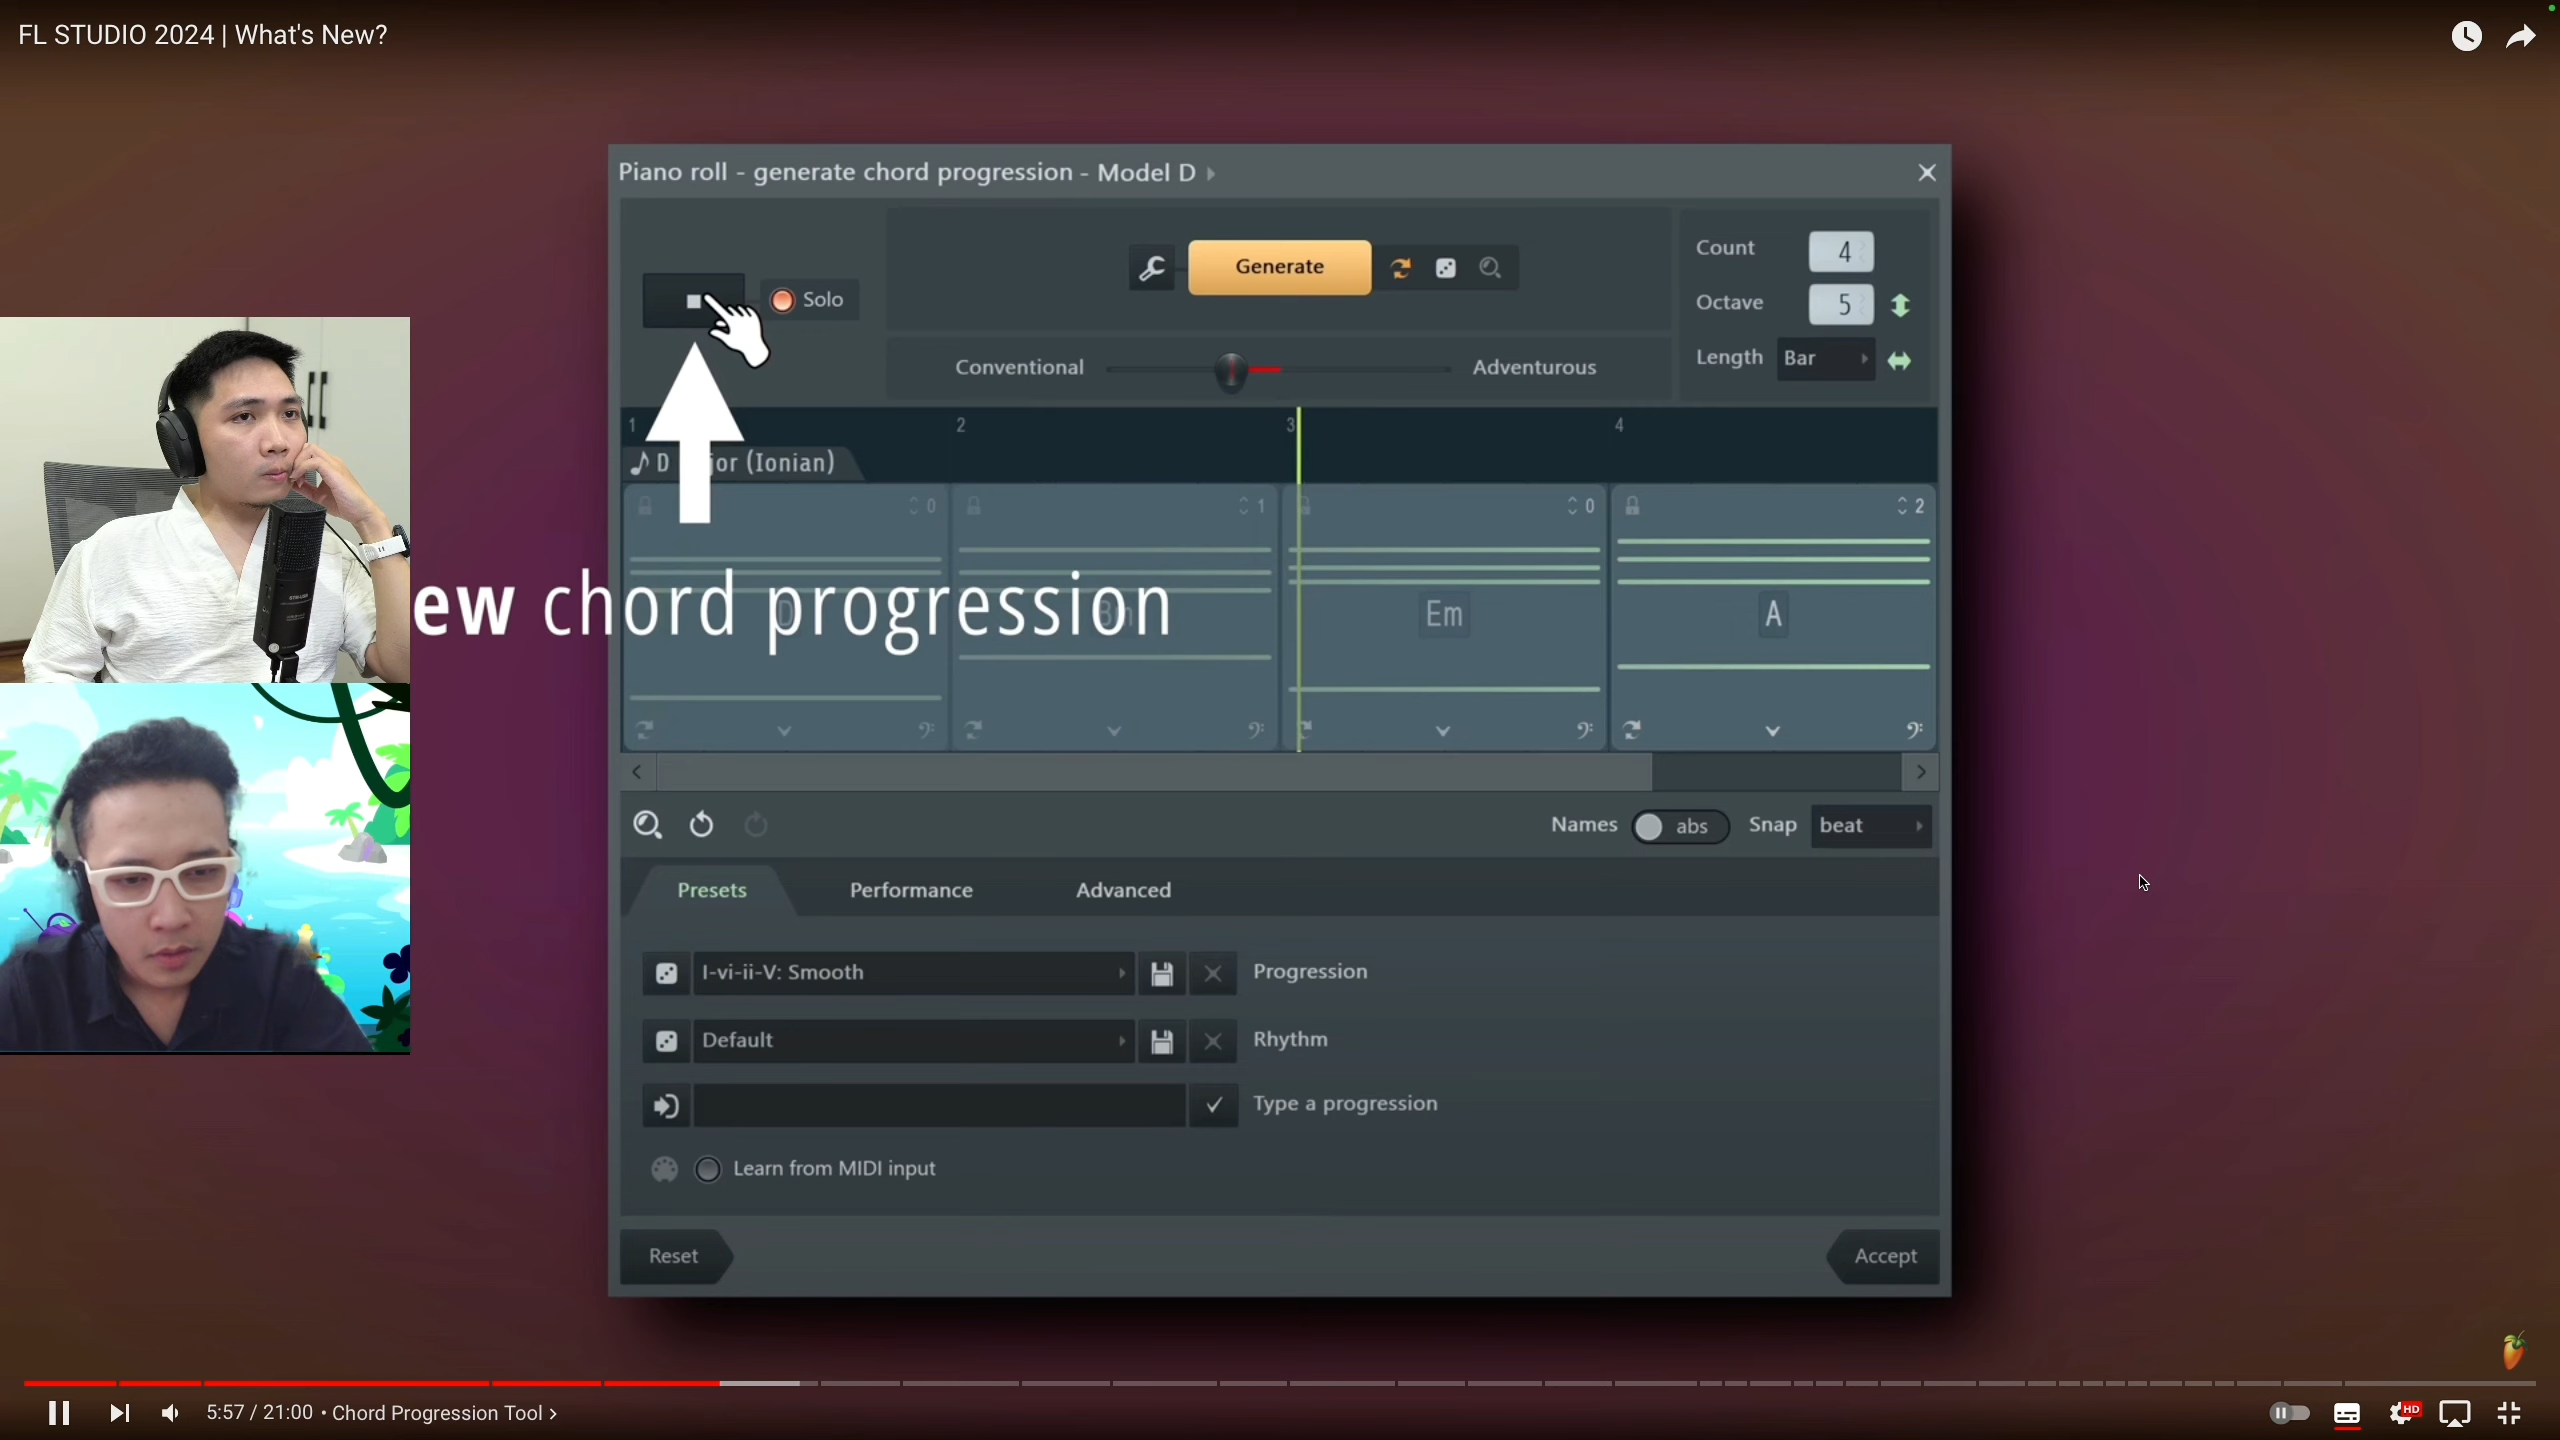 FL STUDIO 2024 | What's New?
Piano roll - generate chord progression - Model D
Generate
Solo
Count 4
Octave 5
Length Bar
Conventional
Adventurous
1 2 3 4
D jor (Ionian)
0 1 0 2
ew chord progression
D Bm Em A
Names abs Snap beat
Presets Performance Advanced
I-vi-ii-V: Smooth Progression
Default Rhythm
Type a progression
Learn from MIDI input
Reset Accept
5:57 / 21:00 • Chord Progression Tool
HD